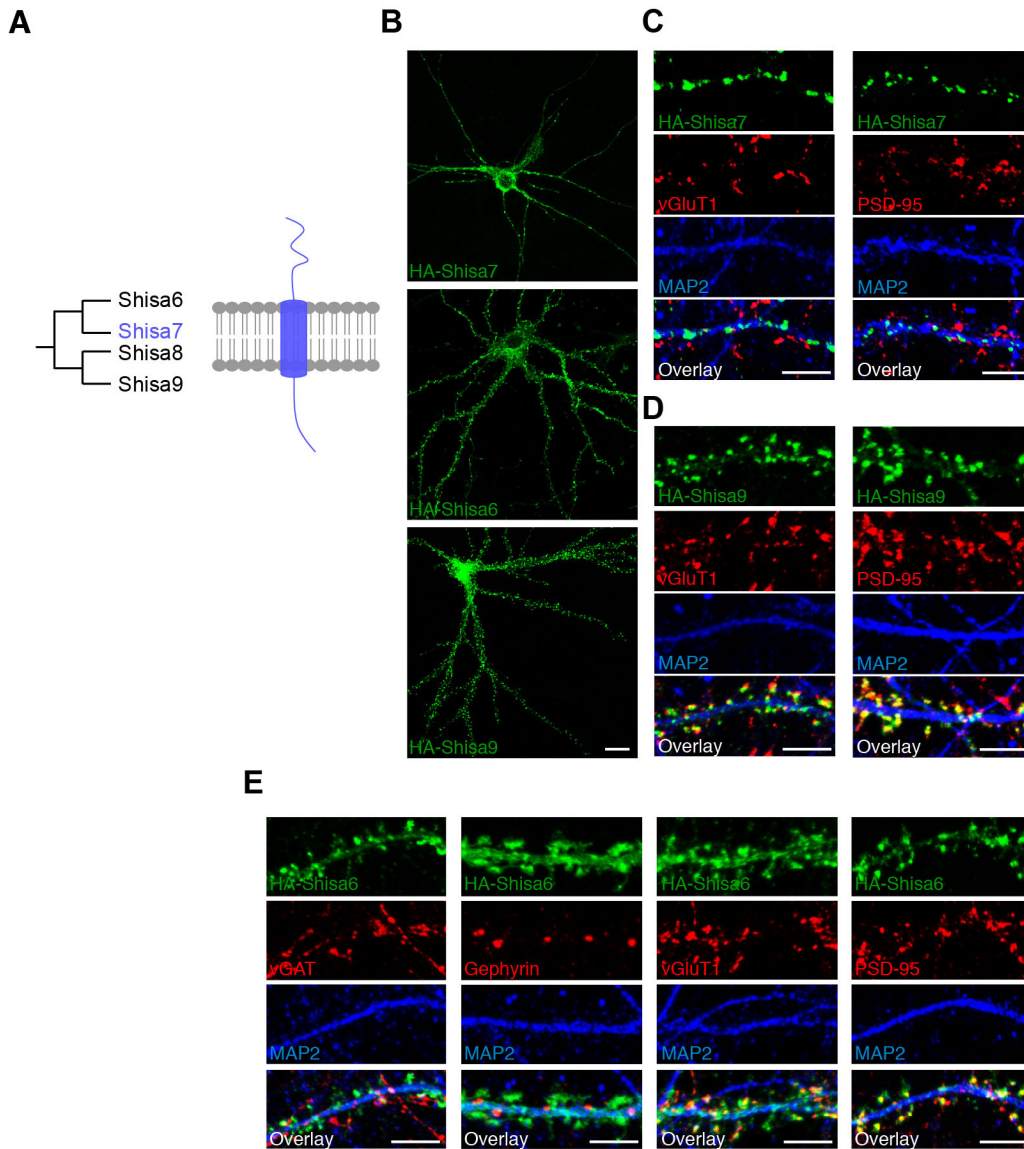 A
Shisa6
Shisa7
Shisa8
Shisa9
B
HA-Shisa7
HA-Shisa6
HA-Shisa9
C
HA-Shisa7
vGluT1
MAP2
Overlay
HA-Shisa7
PSD-95
MAP2
Overlay
D
HA-Shisa9
vGluT1
MAP2
Overlay
HA-Shisa9
PSD-95
MAP2
Overlay
E
HA-Shisa6
vGAT
MAP2
Overlay
HA-Shisa6
Gephyrin
MAP2
Overlay
HA-Shisa6
vGluT1
MAP2
Overlay
HA-Shisa6
PSD-95
MAP2
Overlay